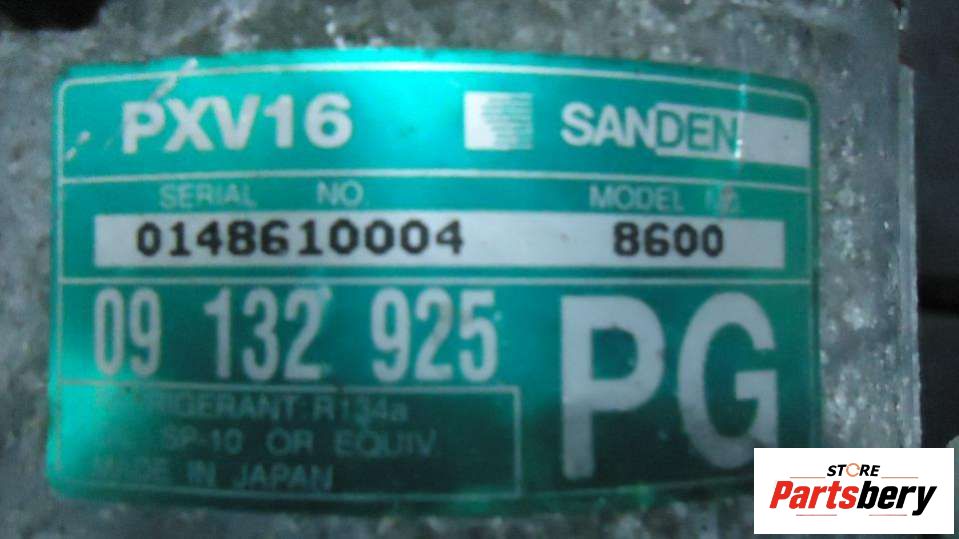 PXV16 SANDEN
SERIAL NO. MODEL No.
0148610004 8600
09 132 925 PG
REFRIGERANT R134a
SP-10 OR EQUIV
MADE IN JAPAN
STORE
Partsbery